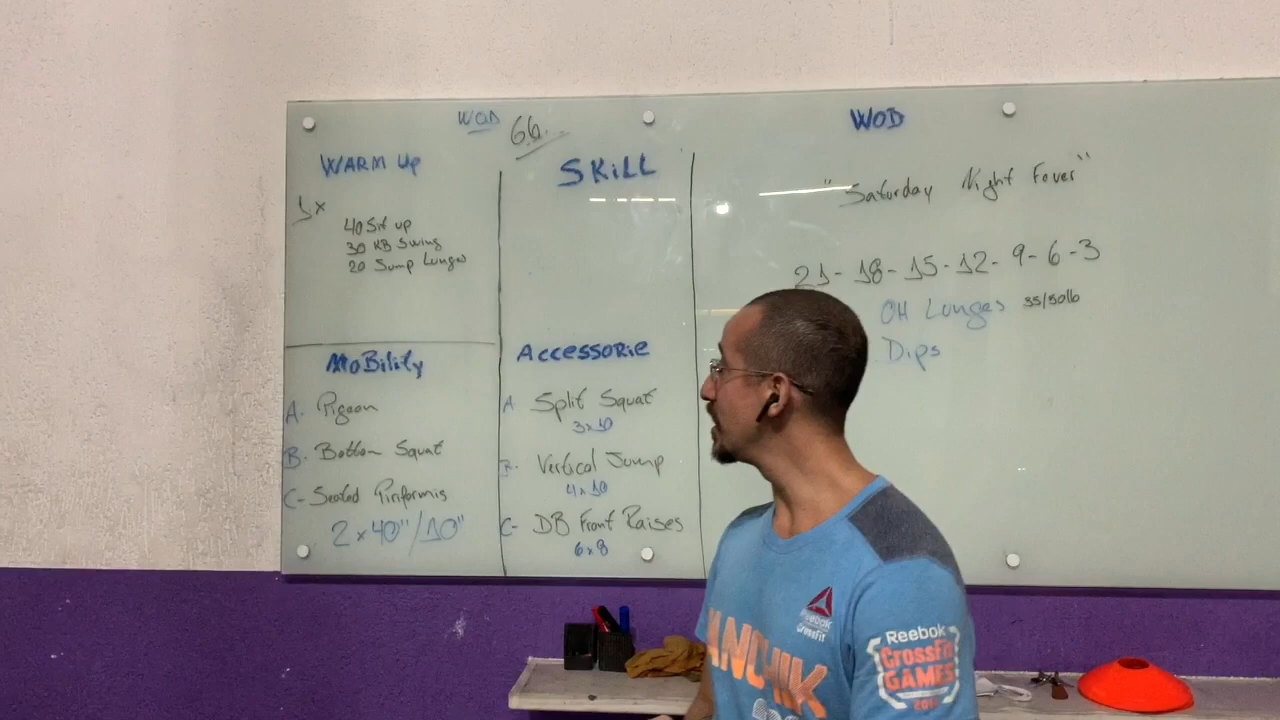 WOD 66.
WARM UP
40 Sit up
30 KB Swing
20 Jump Lunges
MoBility
A. Pigeon
B. Bottom Squat
C- Seated Piriformis
2 x 40"/10"
SKiLL
Accessorie
A Split Squat
3x10
B. Vertical Jump
4x10
C- DB Front Raises
6x8
WOD
"Saturday Night Fever"
21-18-15-12-9-6-3
OH Lunges 35/50lb
Dips
Reebok
CrossFit
Reebok
CrossFit
GAMES